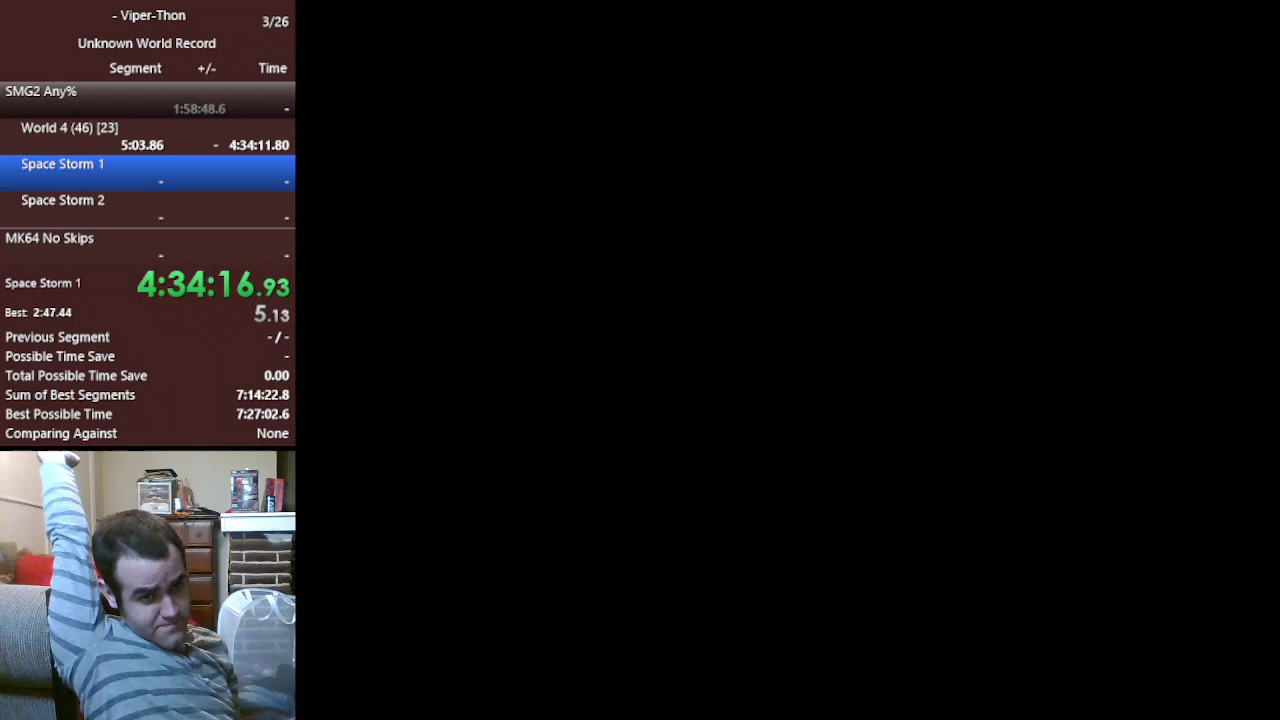 - Viper-Thon
3/26
Unknown World Record
Segment +/- Time
SMG2 Any%
1:58:48.6 -
World 4 (46) [23]
5:03.86 - 4:34:11.80
Space Storm 1
- -
Space Storm 2
- -
MK64 No Skips
- -
Space Storm 1 4:34:16.93
Best: 2:47.44 5.13
Previous Segment - / -
Possible Time Save -
Total Possible Time Save 0.00
Sum of Best Segments 7:14:22.8
Best Possible Time 7:27:02.6
Comparing Against None